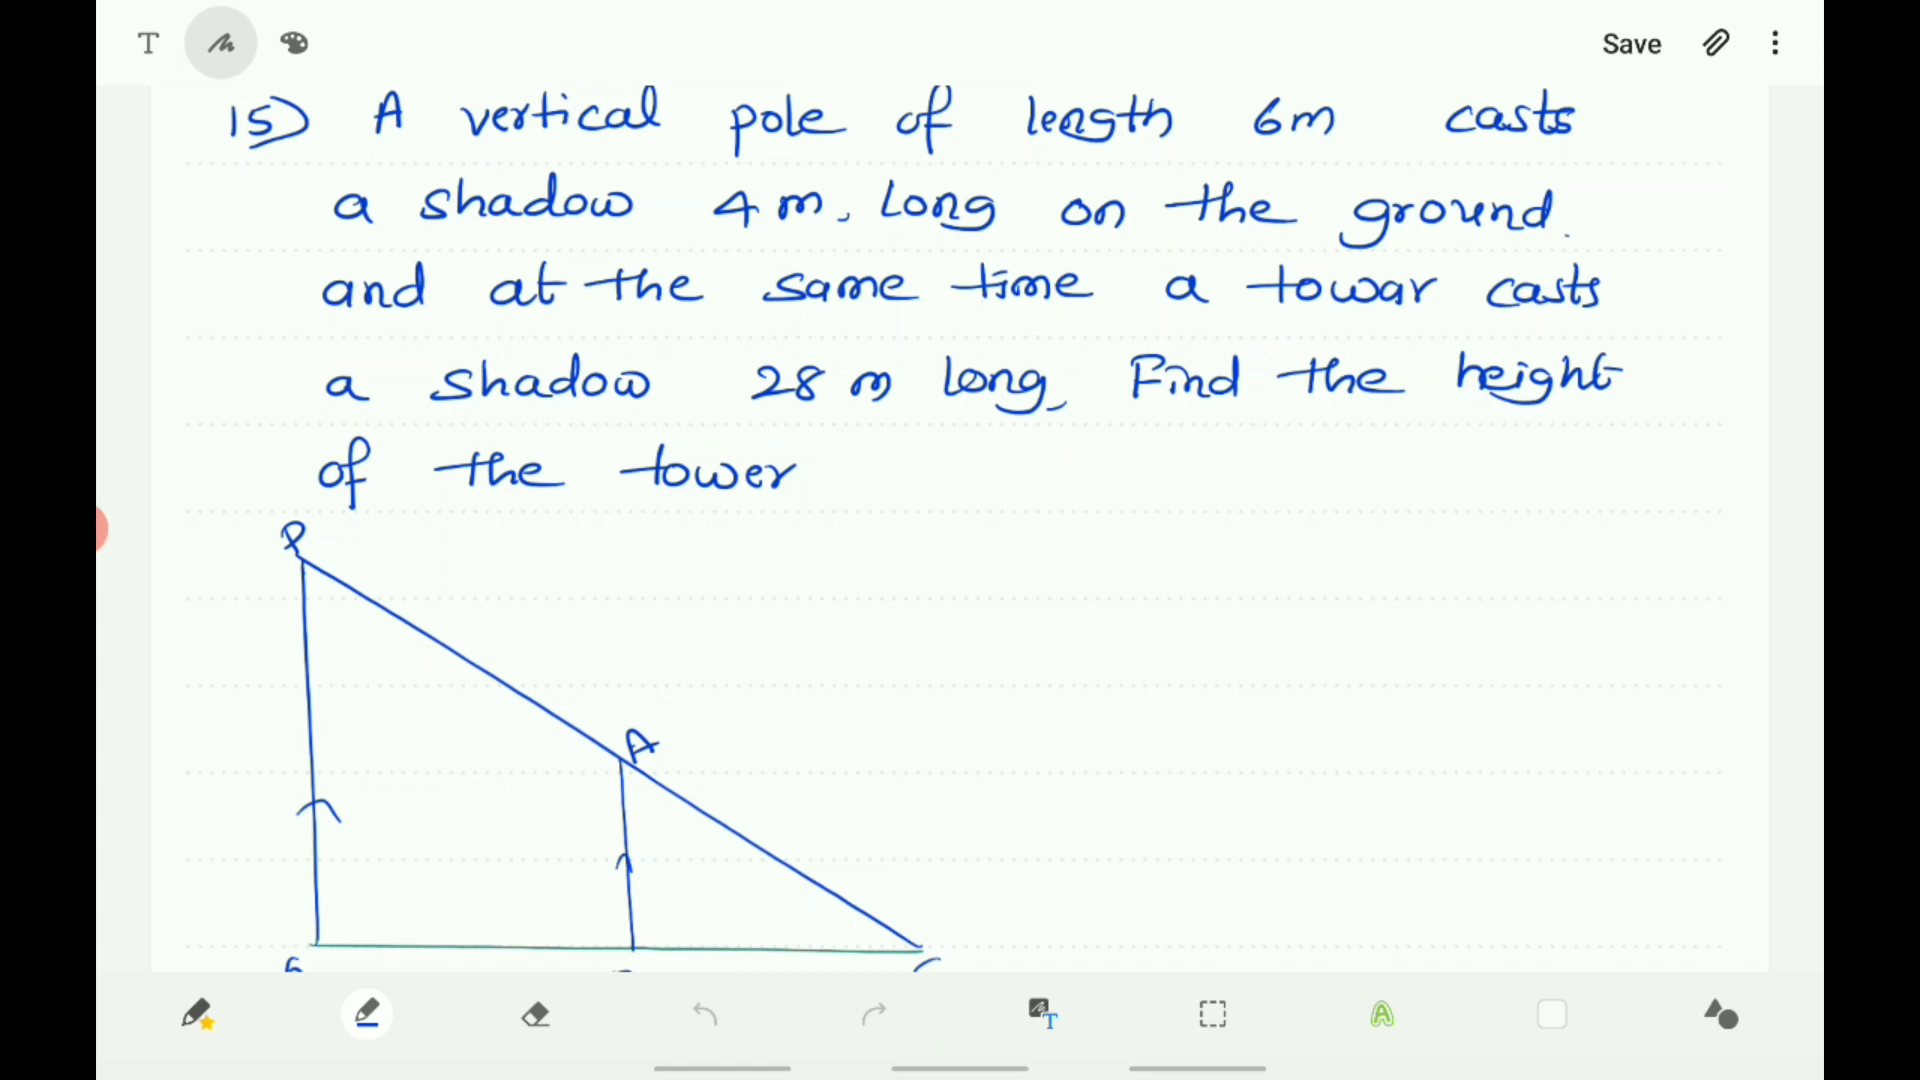 T
Save
15) A vertical pole of length 6m casts
a shadow 4m. Long on the ground.
and at the same time a towar casts
a shadow 28 m long, Find the height
of the tower
P
A